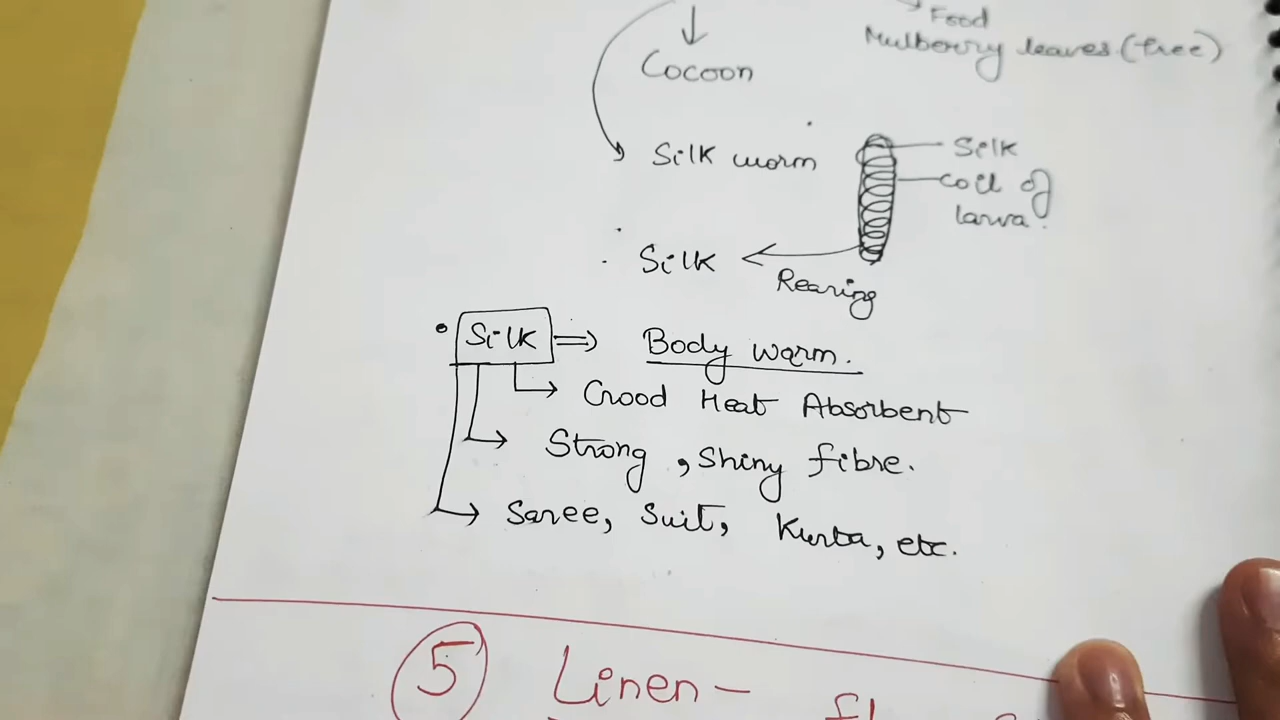 Food
Mulberry leaves (tree)
Cocoon
Silk worm
Silk
Coil of
larva.
Silk
Rearing
Silk ⇒ Body warm.
Good Heat Absorbent
Strong, Shiny fibre.
Saree, Suit, Kurta, etc.
5 Linen -